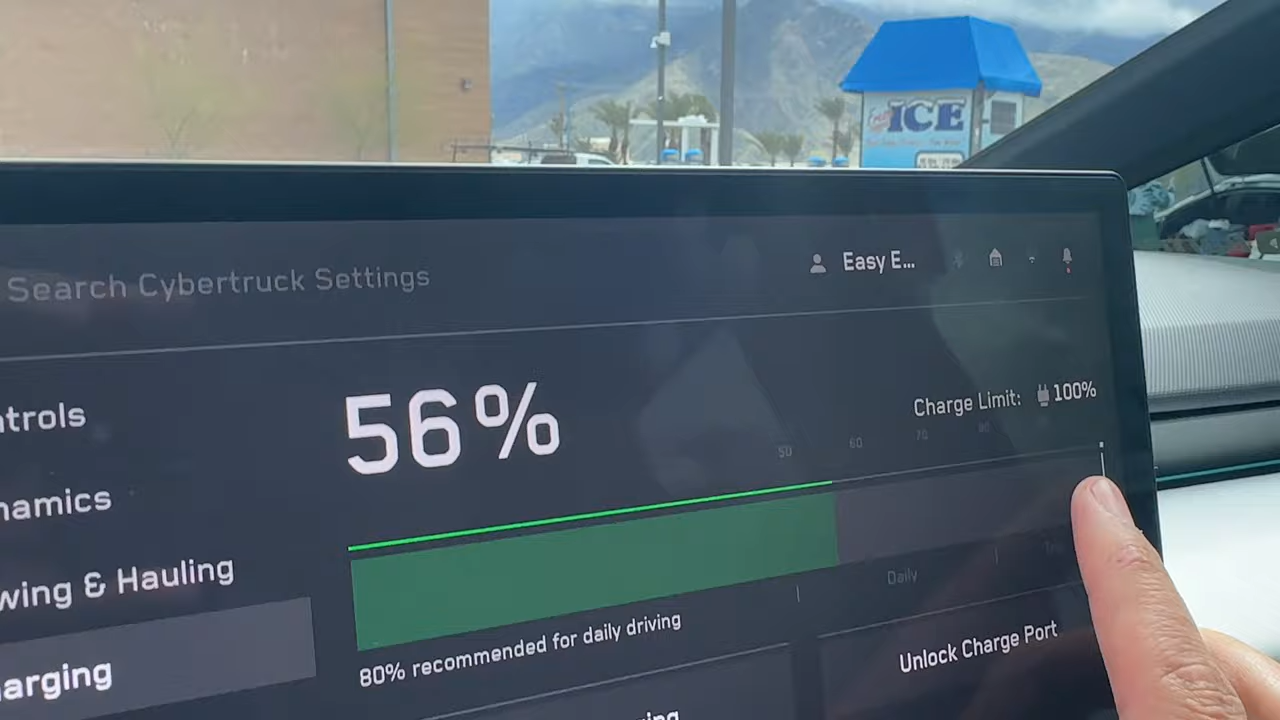 ICE
Search Cybertruck Settings
Easy E...
ntrols
56%
Charge Limit: 100%
50 60 70 80
namics
wing & Hauling
Daily
80% recommended for daily driving
Unlock Charge Port
arging